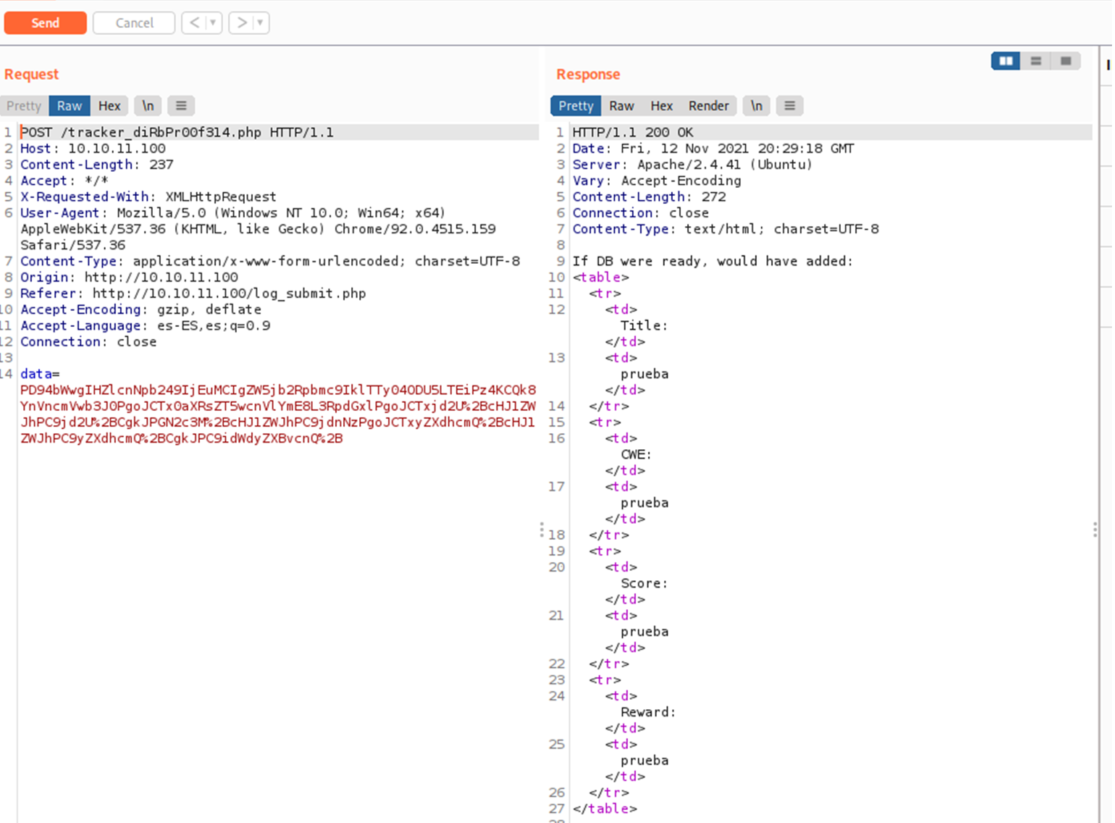 Send
Cancel
< >
Request
Pretty Raw Hex \n
1 POST /tracker_diRbPr00f314.php HTTP/1.1
2 Host: 10.10.11.100
3 Content-Length: 237
4 Accept: */*
5 X-Requested-With: XMLHttpRequest
6 User-Agent: Mozilla/5.0 (Windows NT 10.0; Win64; x64)
AppleWebKit/537.36 (KHTML, like Gecko) Chrome/92.0.4515.159
Safari/537.36
7 Content-Type: application/x-www-form-urlencoded; charset=UTF-8
8 Origin: http://10.10.11.100
9 Referer: http://10.10.11.100/log_submit.php
10 Accept-Encoding: gzip, deflate
11 Accept-Language: es-ES,es;q=0.9
12 Connection: close
13
14 data=
PD94bWwgIHZlcnNpb249IjEuMCIgZW5jb2Rpbmc9IklTTy04ODU5LTEiPz4KCQk8
YnVncmVwb3J0PgoJCTx0aXRsZT5wcnVlYmE8L3RpdGxlPgoJCTxjd2U%2BcHJ1ZW
JhPC9jd2U%2BCgkJPGN2c3M%2BcHJ1ZWJhPC9jdnNzPgoJCTxyZXdhcmQ%2BcHJ1
ZWJhPC9yZXdhcmQ%2BCgkJPC9idWdyZXBvcnQ%2B
Response
Pretty Raw Hex Render \n
1 HTTP/1.1 200 OK
2 Date: Fri, 12 Nov 2021 20:29:18 GMT
3 Server: Apache/2.4.41 (Ubuntu)
4 Vary: Accept-Encoding
5 Content-Length: 272
6 Connection: close
7 Content-Type: text/html; charset=UTF-8
8
9 If DB were ready, would have added:
10 <table>
11 <tr>
12 <td>
Title:
</td>
13 <td>
prueba
</td>
14 </tr>
15 <tr>
16 <td>
CWE:
</td>
17 <td>
prueba
</td>
18 </tr>
19 <tr>
20 <td>
Score:
</td>
21 <td>
prueba
</td>
22 </tr>
23 <tr>
24 <td>
Reward:
</td>
25 <td>
prueba
</td>
26 </tr>
27 </table>